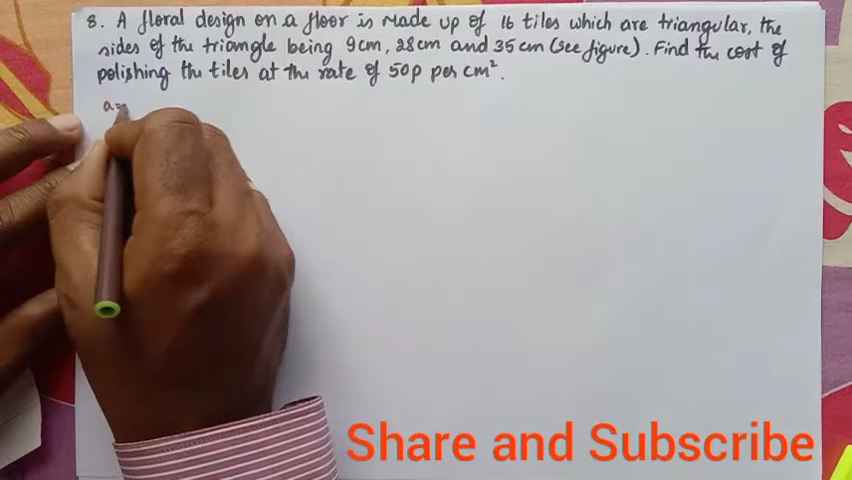 8. A floral design on a floor is made up of 16 tiles which are triangular, the
sides of the triangle being 9cm, 28cm and 35cm (see figure). Find the cost of
polishing the tiles at the rate of 50p per cm².
a=
Share and Subscribe